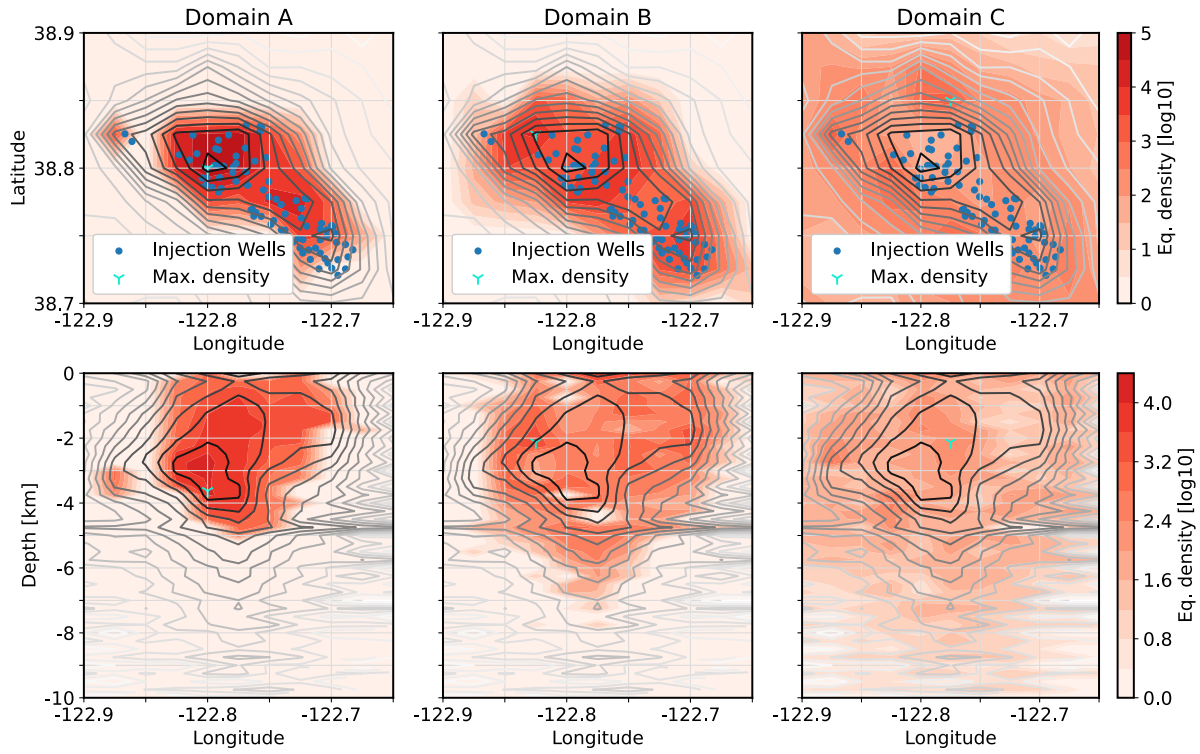 Domain A
Domain B
Domain C
38.9
38.8
38.7
Latitude
Injection Wells
Max. density
Injection Wells
Max. density
Injection Wells
Max. density
-122.9
-122.8
-122.7
-122.9
-122.8
-122.7
-122.9
-122.8
-122.7
Longitude
Longitude
Longitude
5
4
3
2
1
0
Eq. density [log10]
0
-2
-4
-6
-8
-10
Depth [km]
-122.9
-122.8
-122.7
-122.9
-122.8
-122.7
-122.9
-122.8
-122.7
Longitude
Longitude
Longitude
4.0
3.2
2.4
1.6
0.8
0.0
Eq. density [log10]